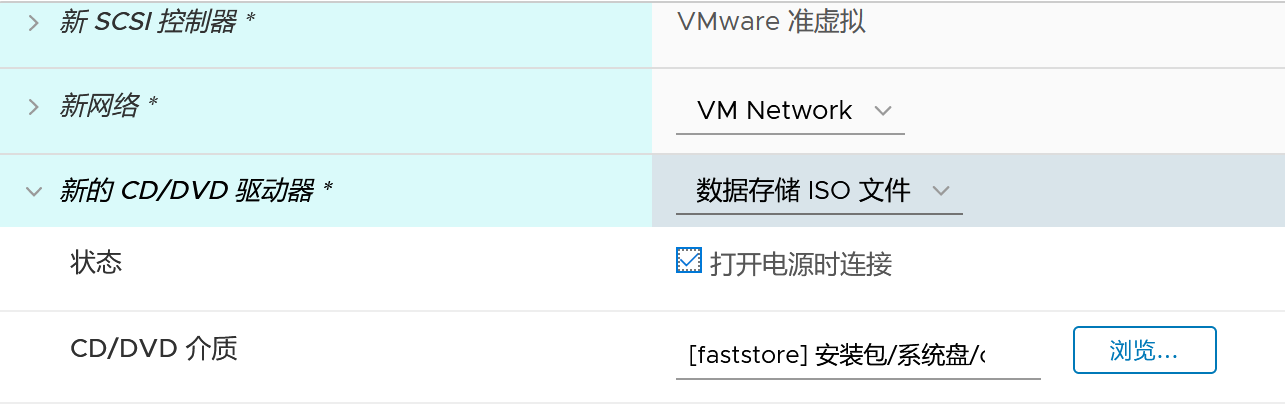 新 SCSI 控制器 *
VMware 准虚拟
新网络 *
VM Network
新的 CD/DVD 驱动器 *
数据存储 ISO 文件
状态
打开电源时连接
CD/DVD 介质
[faststore] 安装包/系统盘/
浏览...